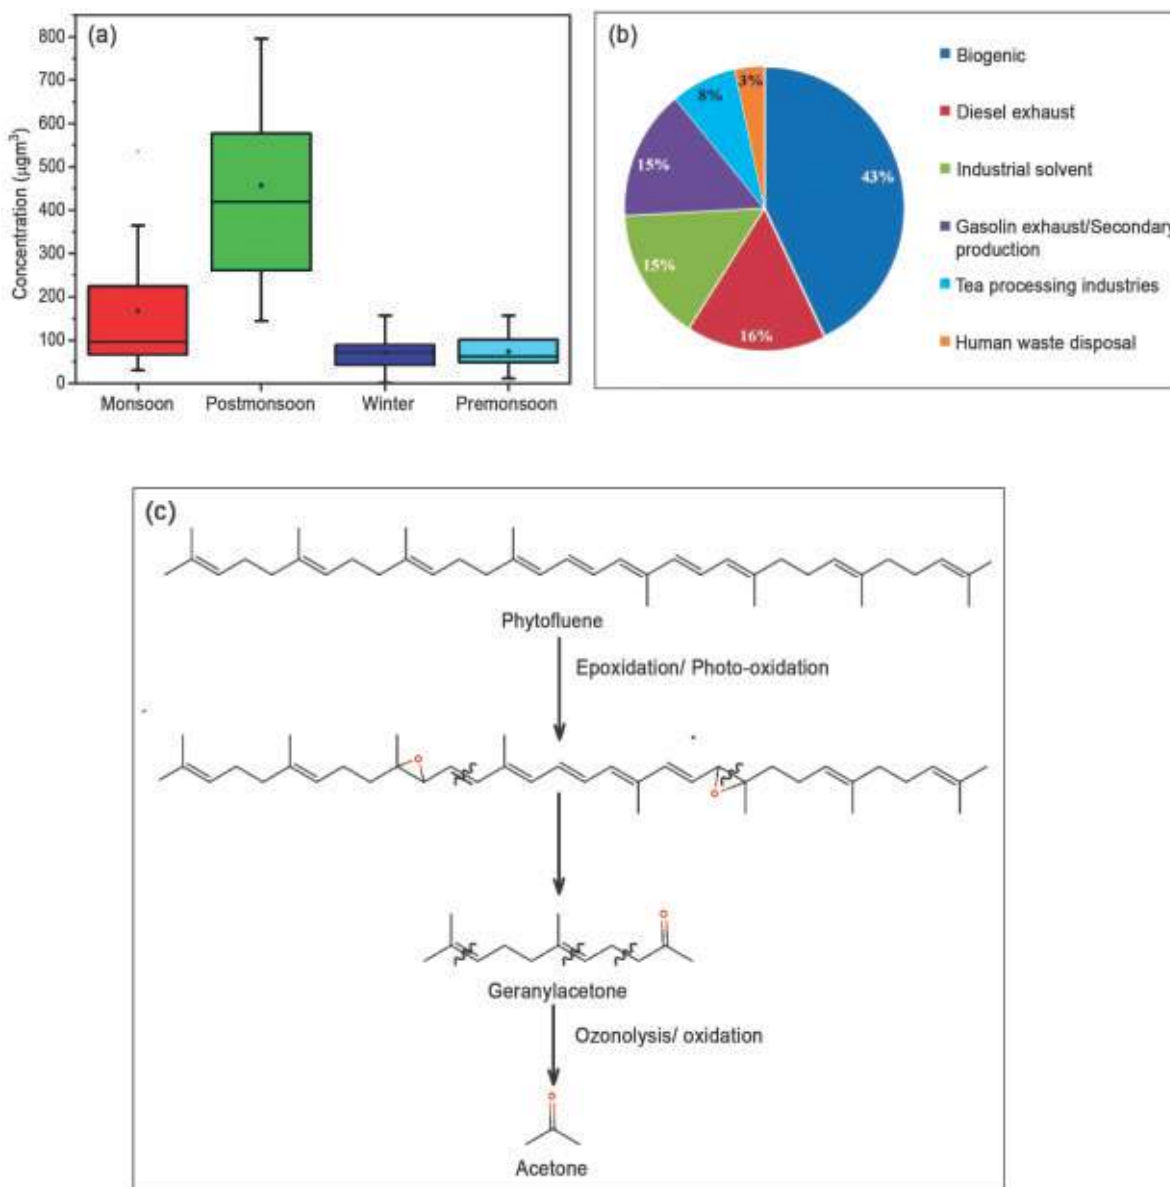 (a)
Concentration (µgm³)
800
700
600
500
400
300
200
100
0
Monsoon Postmonsoon Winter Premonsoon
(b)
3%
8%
15%
15%
16%
43%
Biogenic
Diesel exhaust
Industrial solvent
Gasolin exhaust/Secondary
production
Tea processing industries
Human waste disposal
(c)
Phytofluene
Epoxidation/ Photo-oxidation
O
O
O
Geranylacetone
Ozonolysis/ oxidation
O
Acetone